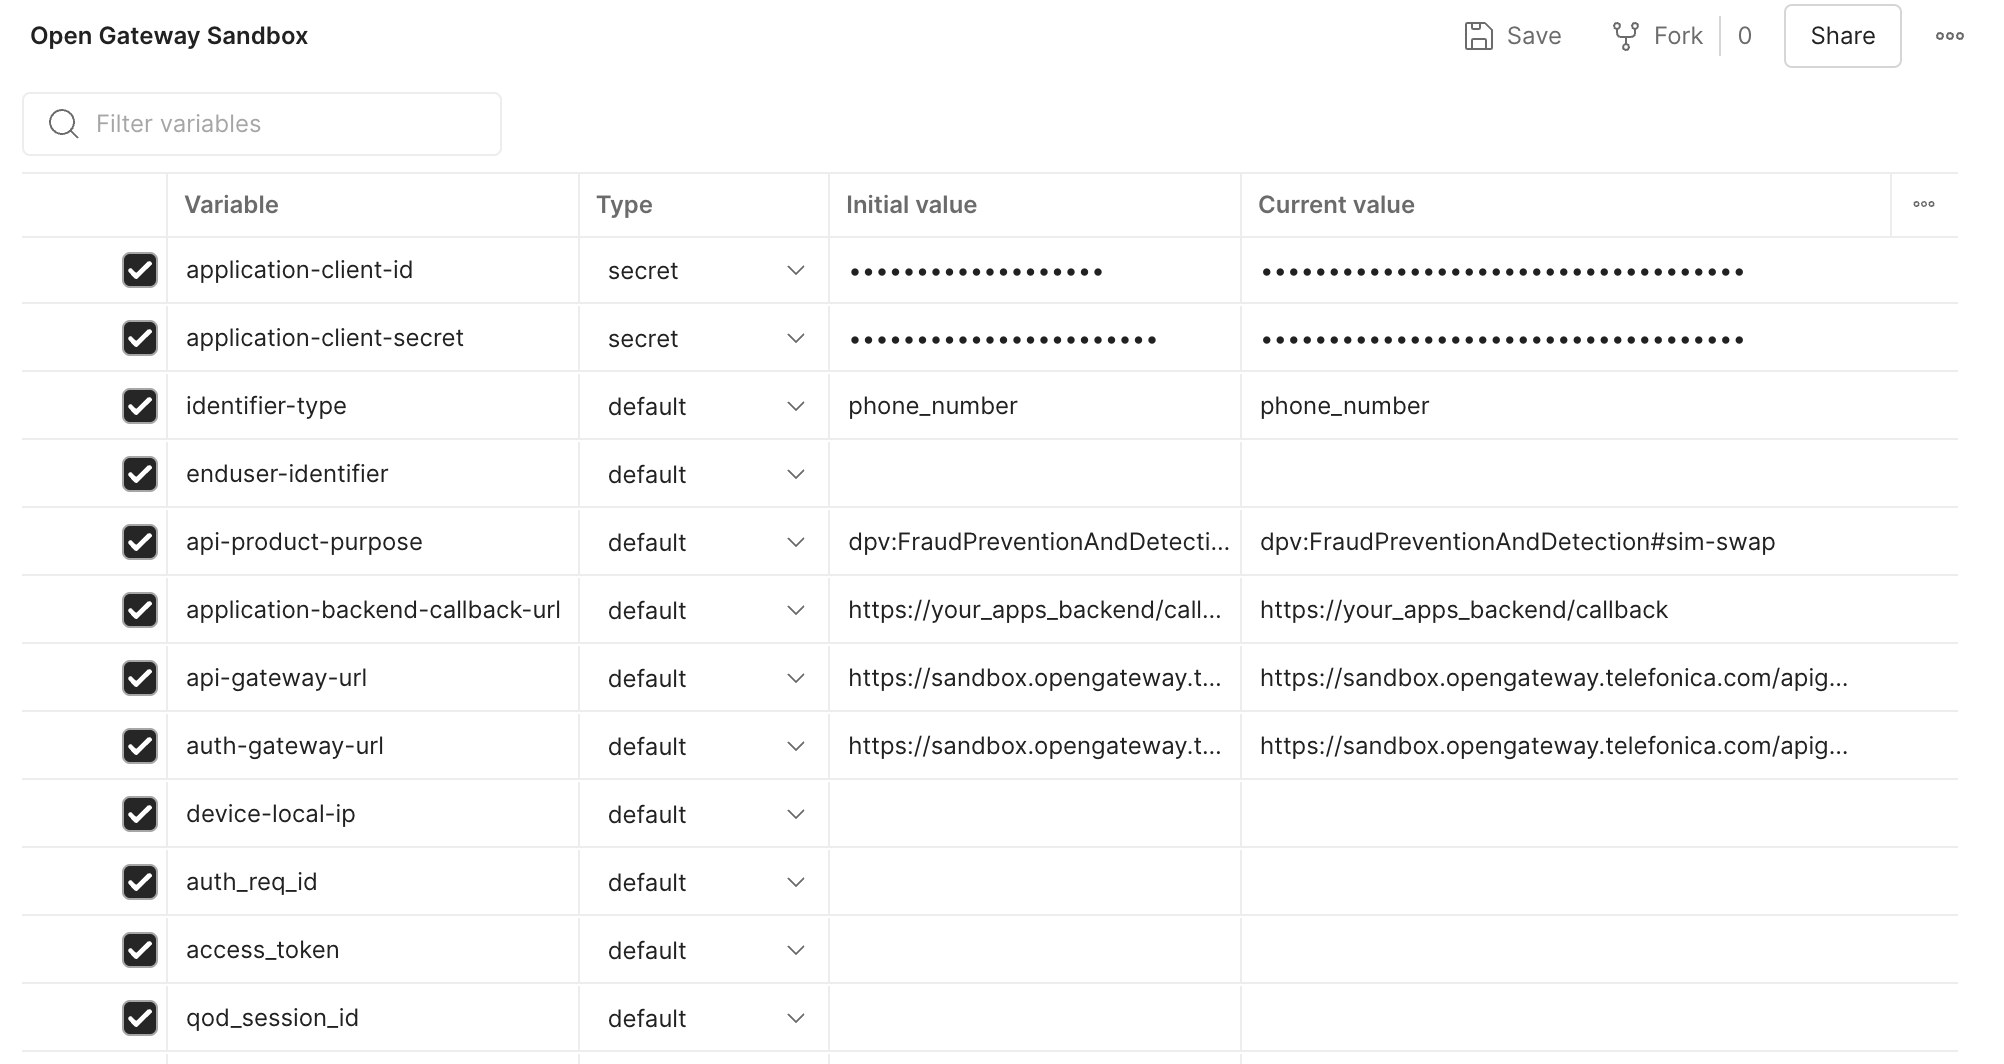 Open Gateway Sandbox Save Fork 0 Share
Filter variables
Variable Type Initial value Current value
application-client-id secret ••••••••••••••••••• ••••••••••••••••••••••••••••••••••••
application-client-secret secret ••••••••••••••••••••••• ••••••••••••••••••••••••••••••••••••
identifier-type default phone_number phone_number
enduser-identifier default
api-product-purpose default dpv:FraudPreventionAndDetecti... dpv:FraudPreventionAndDetection#sim-swap
application-backend-callback-url default https://your_apps_backend/call... https://your_apps_backend/callback
api-gateway-url default https://sandbox.opengateway.t... https://sandbox.opengateway.telefonica.com/apig...
auth-gateway-url default https://sandbox.opengateway.t... https://sandbox.opengateway.telefonica.com/apig...
device-local-ip default
auth_req_id default
access_token default
qod_session_id default